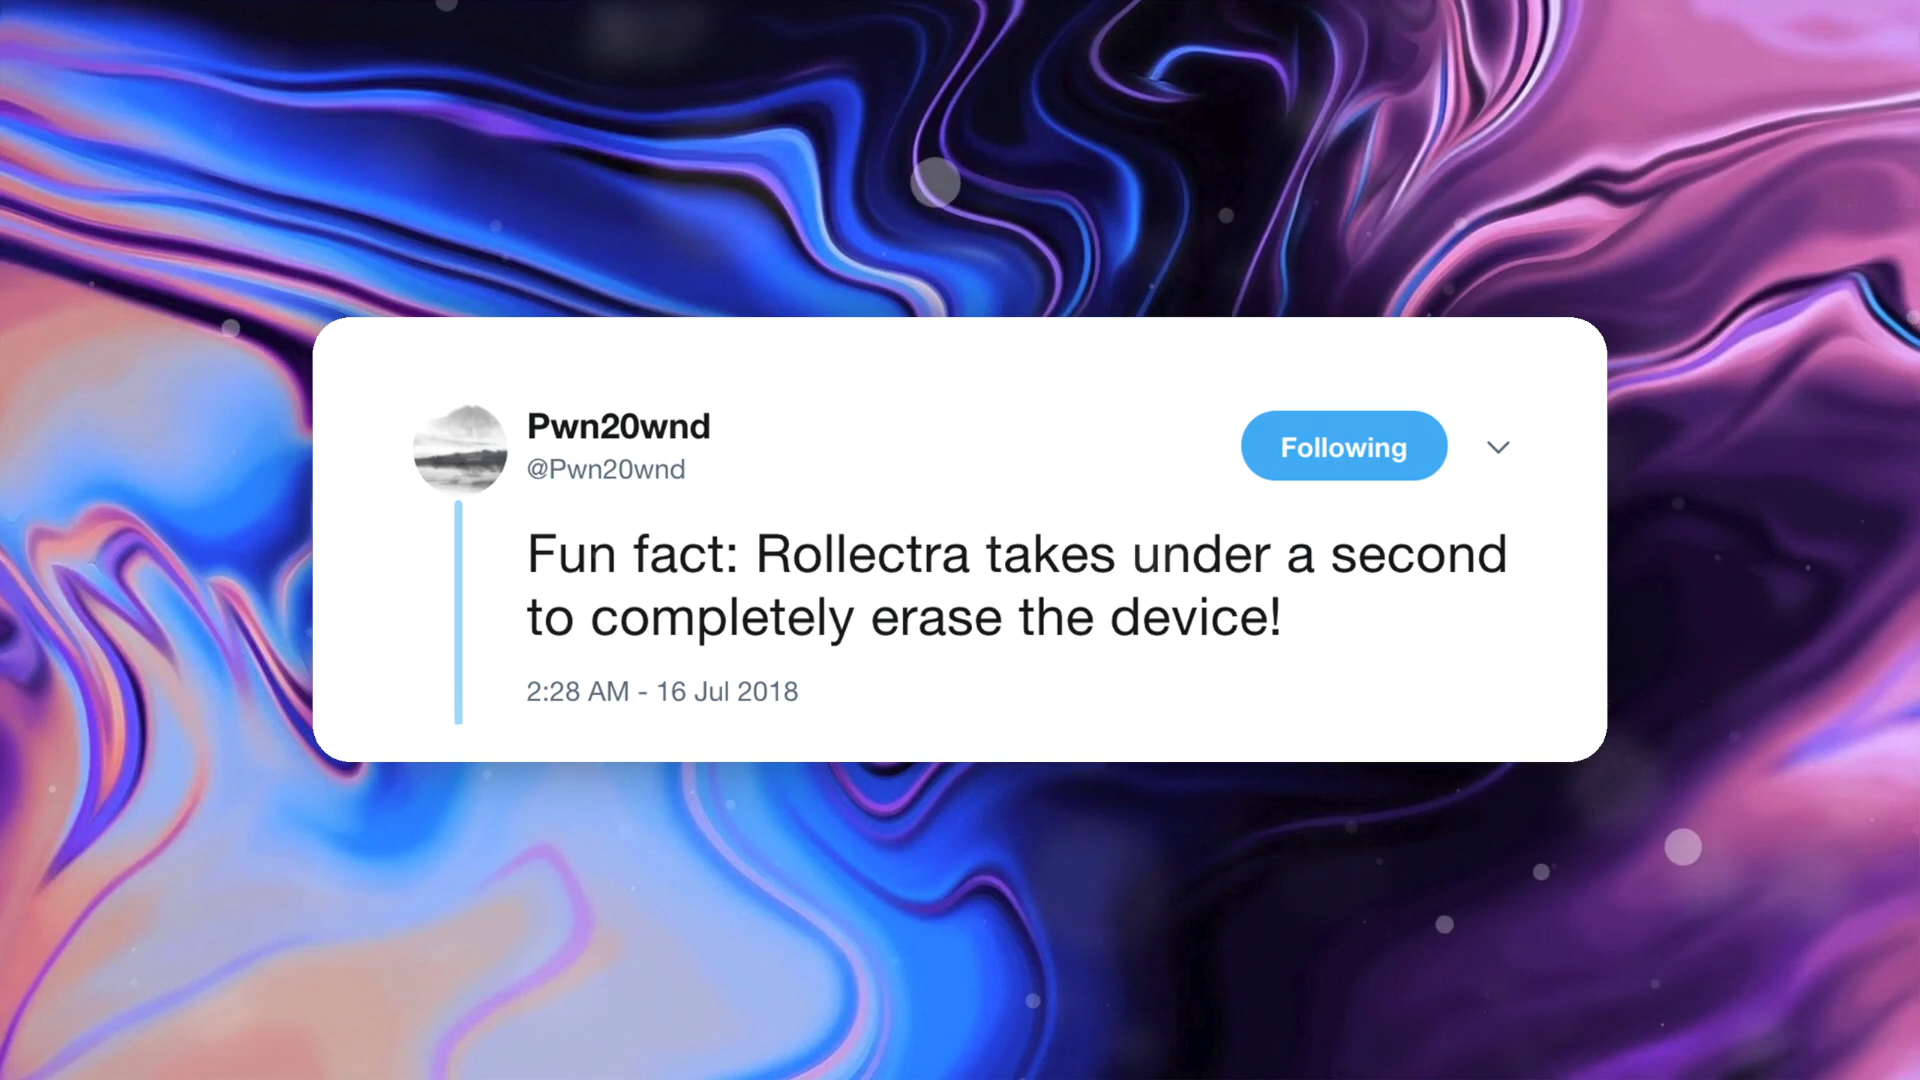 Pwn20wnd
@Pwn20wnd
Following
Fun fact: Rollectra takes under a second
to completely erase the device!
2:28 AM - 16 Jul 2018